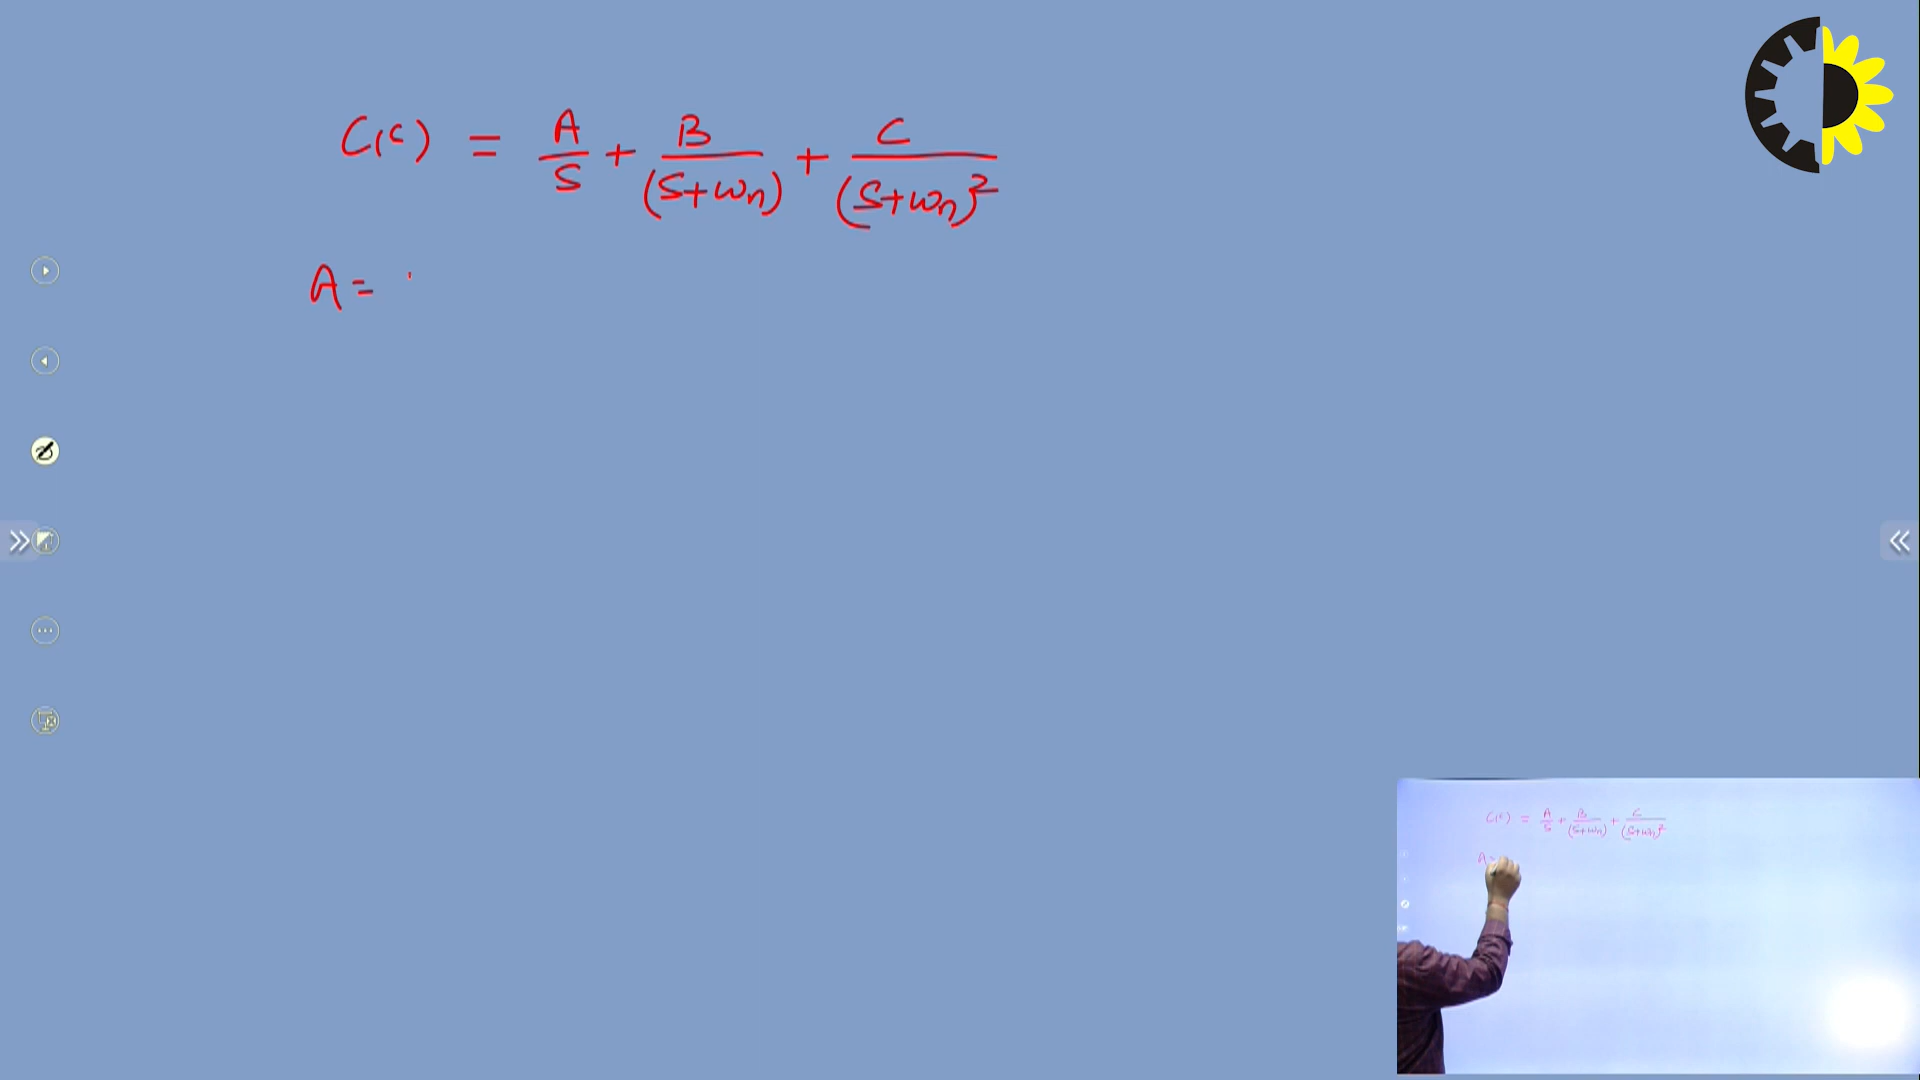 C(s) = A/S + B/(S+ωn) + C/(S+ωn)²
A =